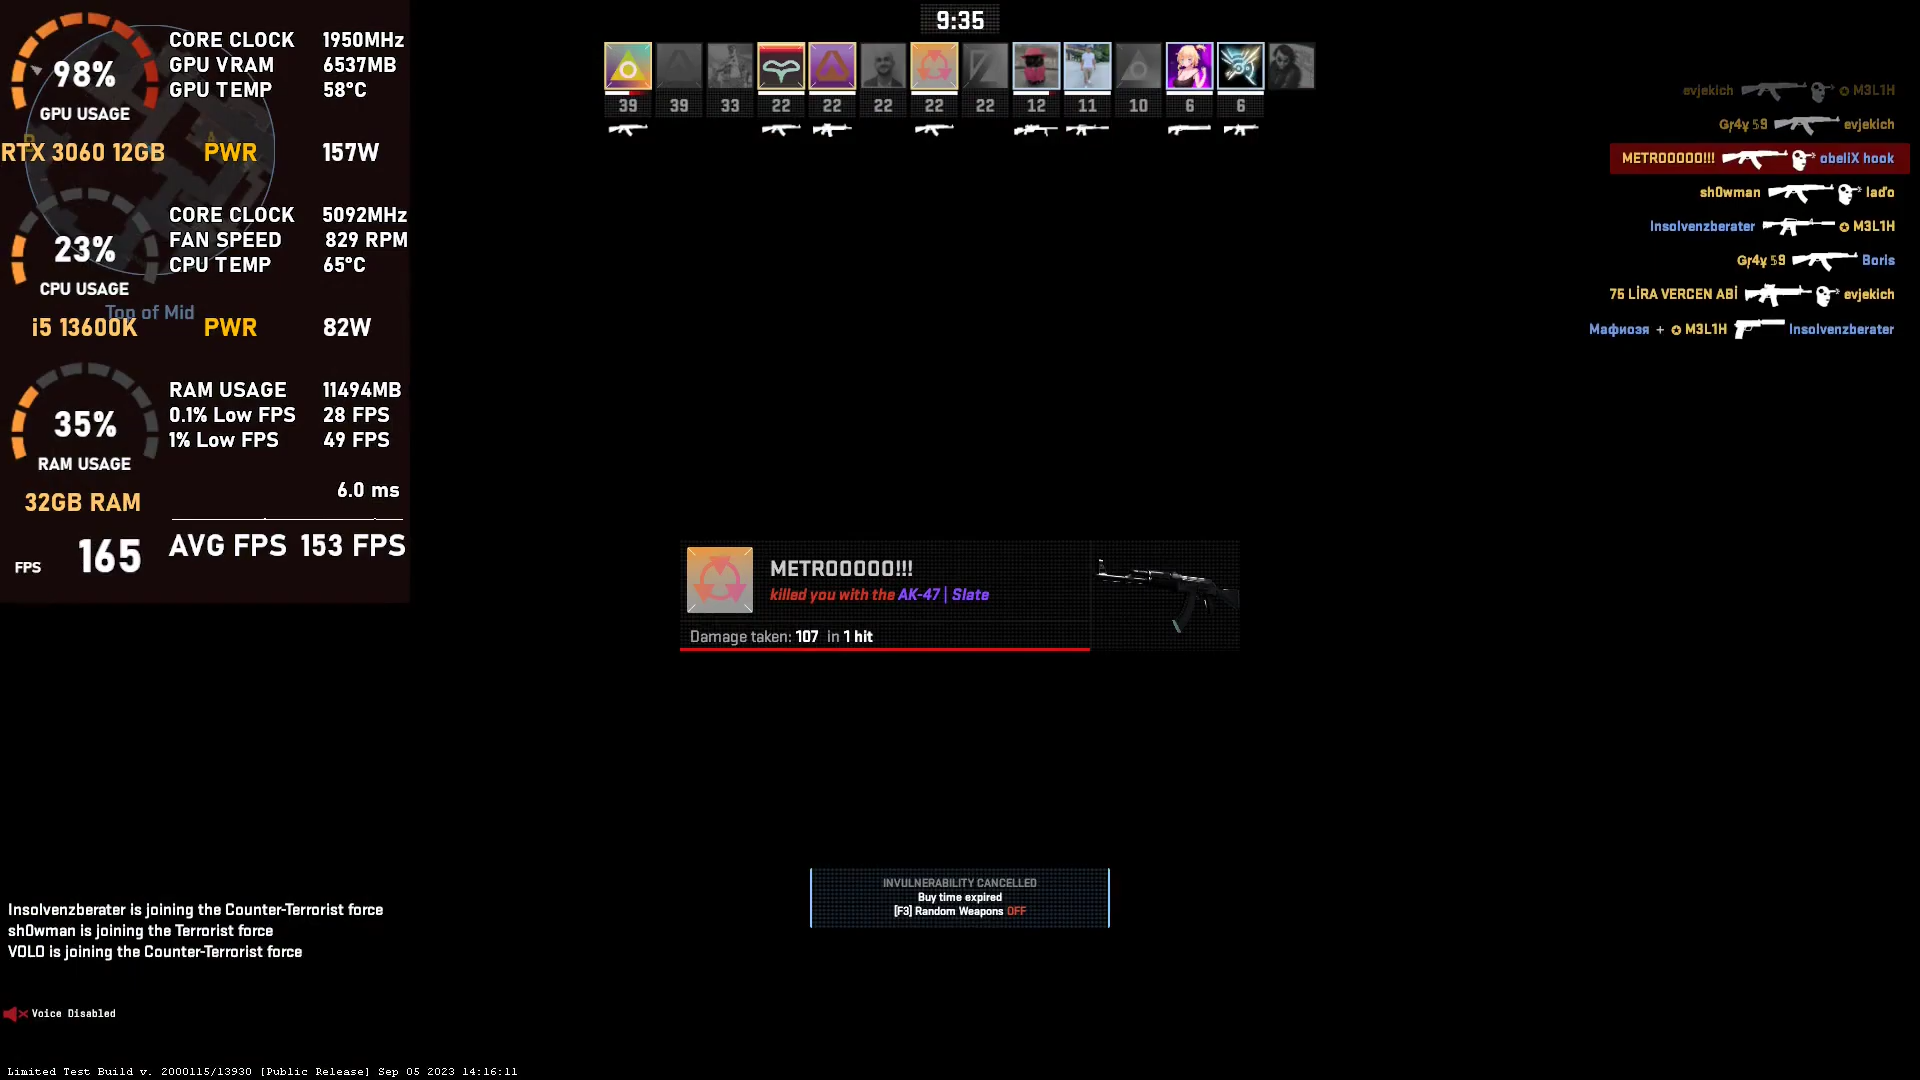 9:35
98%
GPU USAGE
CORE CLOCK 1950MHz
GPU VRAM 6537MB
GPU TEMP 58°C
RTX 3060 12GB PWR 157W
23%
CPU USAGE
CORE CLOCK 5092MHz
FAN SPEED 829 RPM
CPU TEMP 65°C
Top of Mid
i5 13600K PWR 82W
35%
RAM USAGE
RAM USAGE 11494MB
0.1% Low FPS 28 FPS
1% Low FPS 49 FPS
32GB RAM
6.0 ms
FPS 165
AVG FPS 153 FPS
39 39 33 22 22 22 22 22 12 11 10 6 6
evjekich M3L1H
Gŗ4ұ 59 evjekich
METROOOOO!!! obeliX hook
sh0wman laďo
Insolvenzberater M3L1H
Gŗ4ұ 59 Boris
75 LİRA VERCEN ABİ evjekich
Мафиозя + M3L1H Insolvenzberater
METROOOOO!!!
killed you with the AK-47 | Slate
Damage taken: 107 in 1 hit
INVULNERABILITY CANCELLED
Buy time expired
[F3] Random Weapons OFF
Insolvenzberater is joining the Counter-Terrorist force
sh0wman is joining the Terrorist force
VOLO is joining the Counter-Terrorist force
Voice Disabled
Limited Test Build v. 2000115/13930 [Public Release] Sep 05 2023 14:16:11